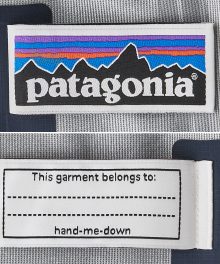 patagonia®
This garment belongs to:
hand-me-down